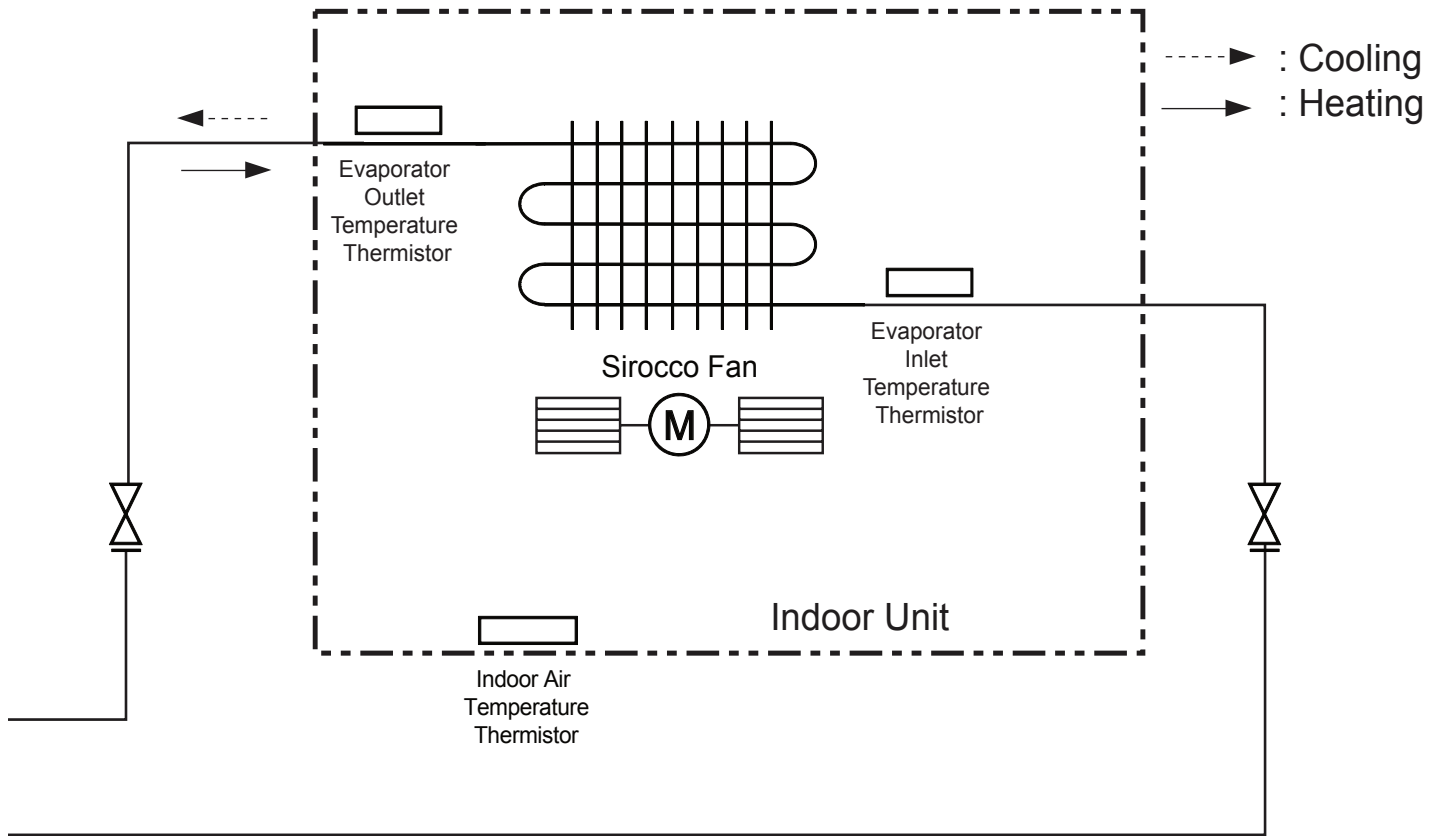 : Cooling
: Heating
Evaporator
Outlet
Temperature
Thermistor
Evaporator
Inlet
Temperature
Thermistor
Sirocco Fan
M
Indoor Unit
Indoor Air
Temperature
Thermistor